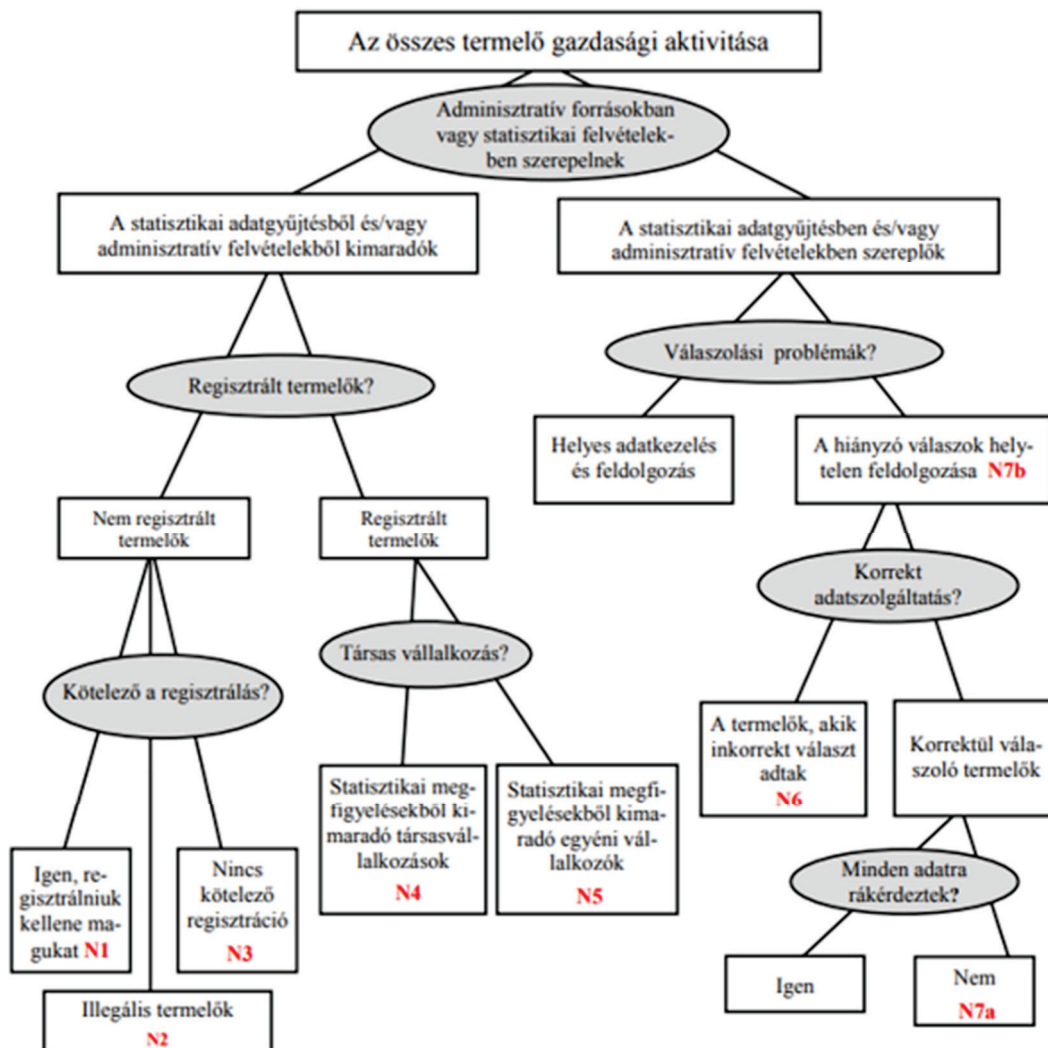 Az összes termelő gazdasági aktivitása
Adminisztratív forrásokban
vagy statisztikai felvételek-
ben szerepelnek
A statisztikai adatgyűjtésből és/vagy
adminisztratív felvételekből kimaradók
A statisztikai adatgyűjtésben és/vagy
adminisztratív felvételekben szereplők
Regisztrált termelők?
Válaszolási problémák?
Helyes adatkezelés
és feldolgozás
A hiányzó válaszok hely-
telen feldolgozása N7b
Nem regisztrált
termelők
Regisztrált
termelők
Korrekt
adatszolgáltatás?
Kötelező a regisztrálás?
Társas vállalkozás?
A termelők, akik
inkorrekt választ
adtak
N6
Korrektül vála-
szoló termelők
Igen, re-
gisztrálniuk
kellene ma-
gukat N1
Nincs
kötelező
regisztráció
N3
Statisztikai meg-
figyelésekből ki-
maradó társasvál-
lalkozások
N4
Statisztikai megfi-
gyelésekből kima-
radó egyéni vál-
lalkozók
N5
Minden adatra
rákérdeztek?
Illegális termelők
N2
Igen
Nem
N7a